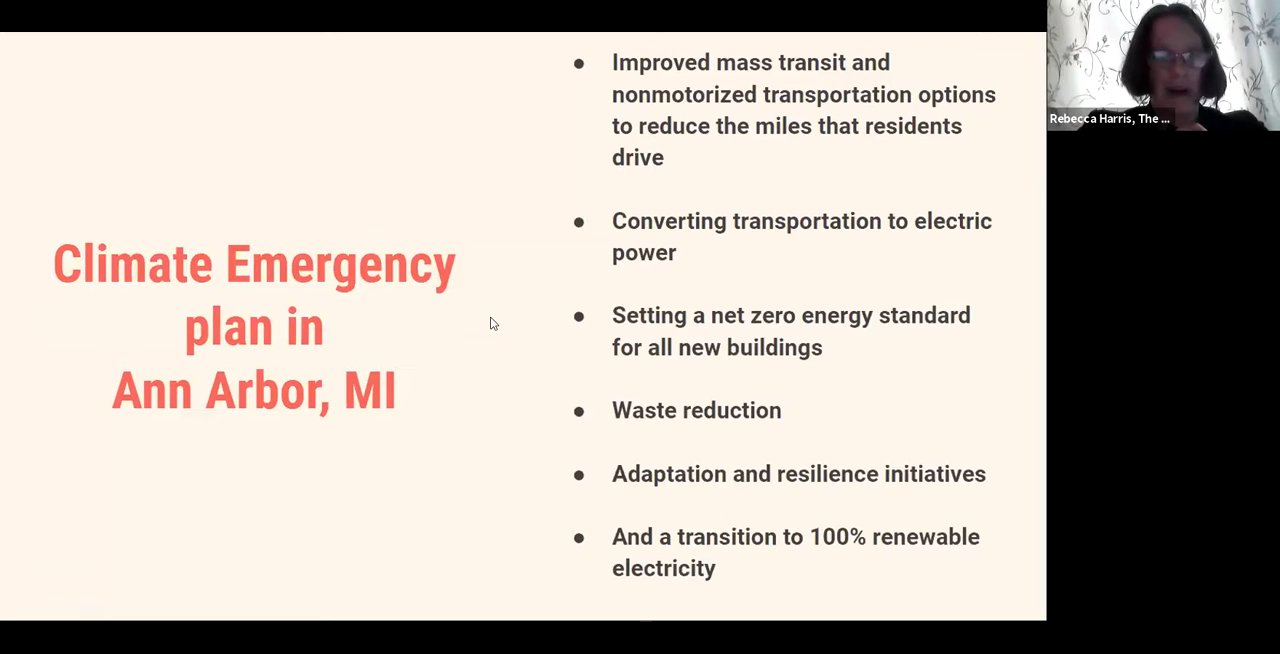 Climate Emergency
plan in
Ann Arbor, MI
● Improved mass transit and
nonmotorized transportation options
to reduce the miles that residents
drive
● Converting transportation to electric
power
● Setting a net zero energy standard
for all new buildings
● Waste reduction
● Adaptation and resilience initiatives
● And a transition to 100% renewable
electricity
Rebecca Harris, The ...